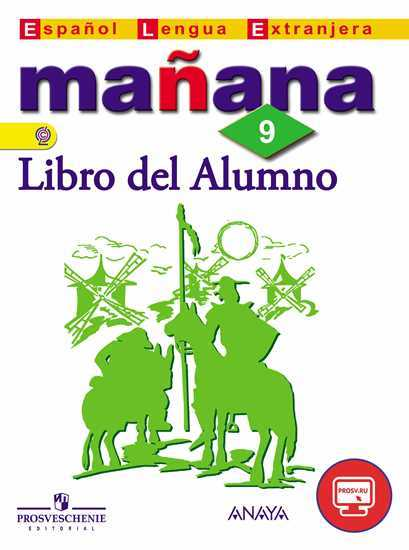 Español Lengua Extranjera
mañana
9
Libro del Alumno
PROSV.RU
PROSVESCHENIE
EDITORIAL
ANAYA